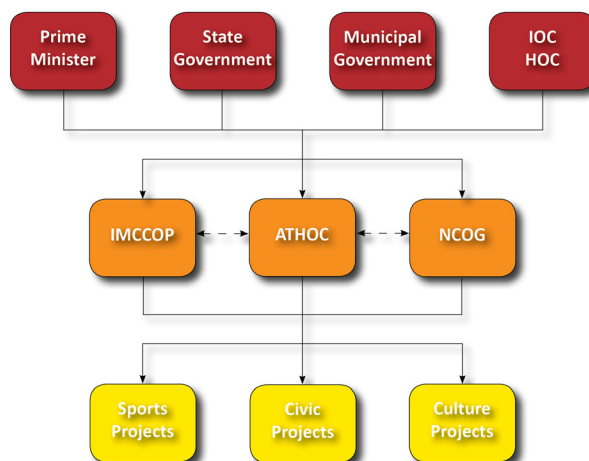 Prime
Minister
State
Government
Municipal
Government
IOC
HOC
IMCCOP
ATHOC
NCOG
Sports
Projects
Civic
Projects
Culture
Projects